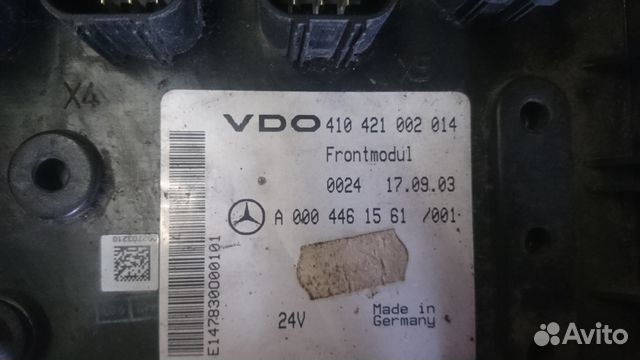 X4
VDO 410 421 002 014
Frontmodul
0024 17.09.03
A 000 446 15 61 /001
24V
Made in
Germany
E1478300000101
Avito